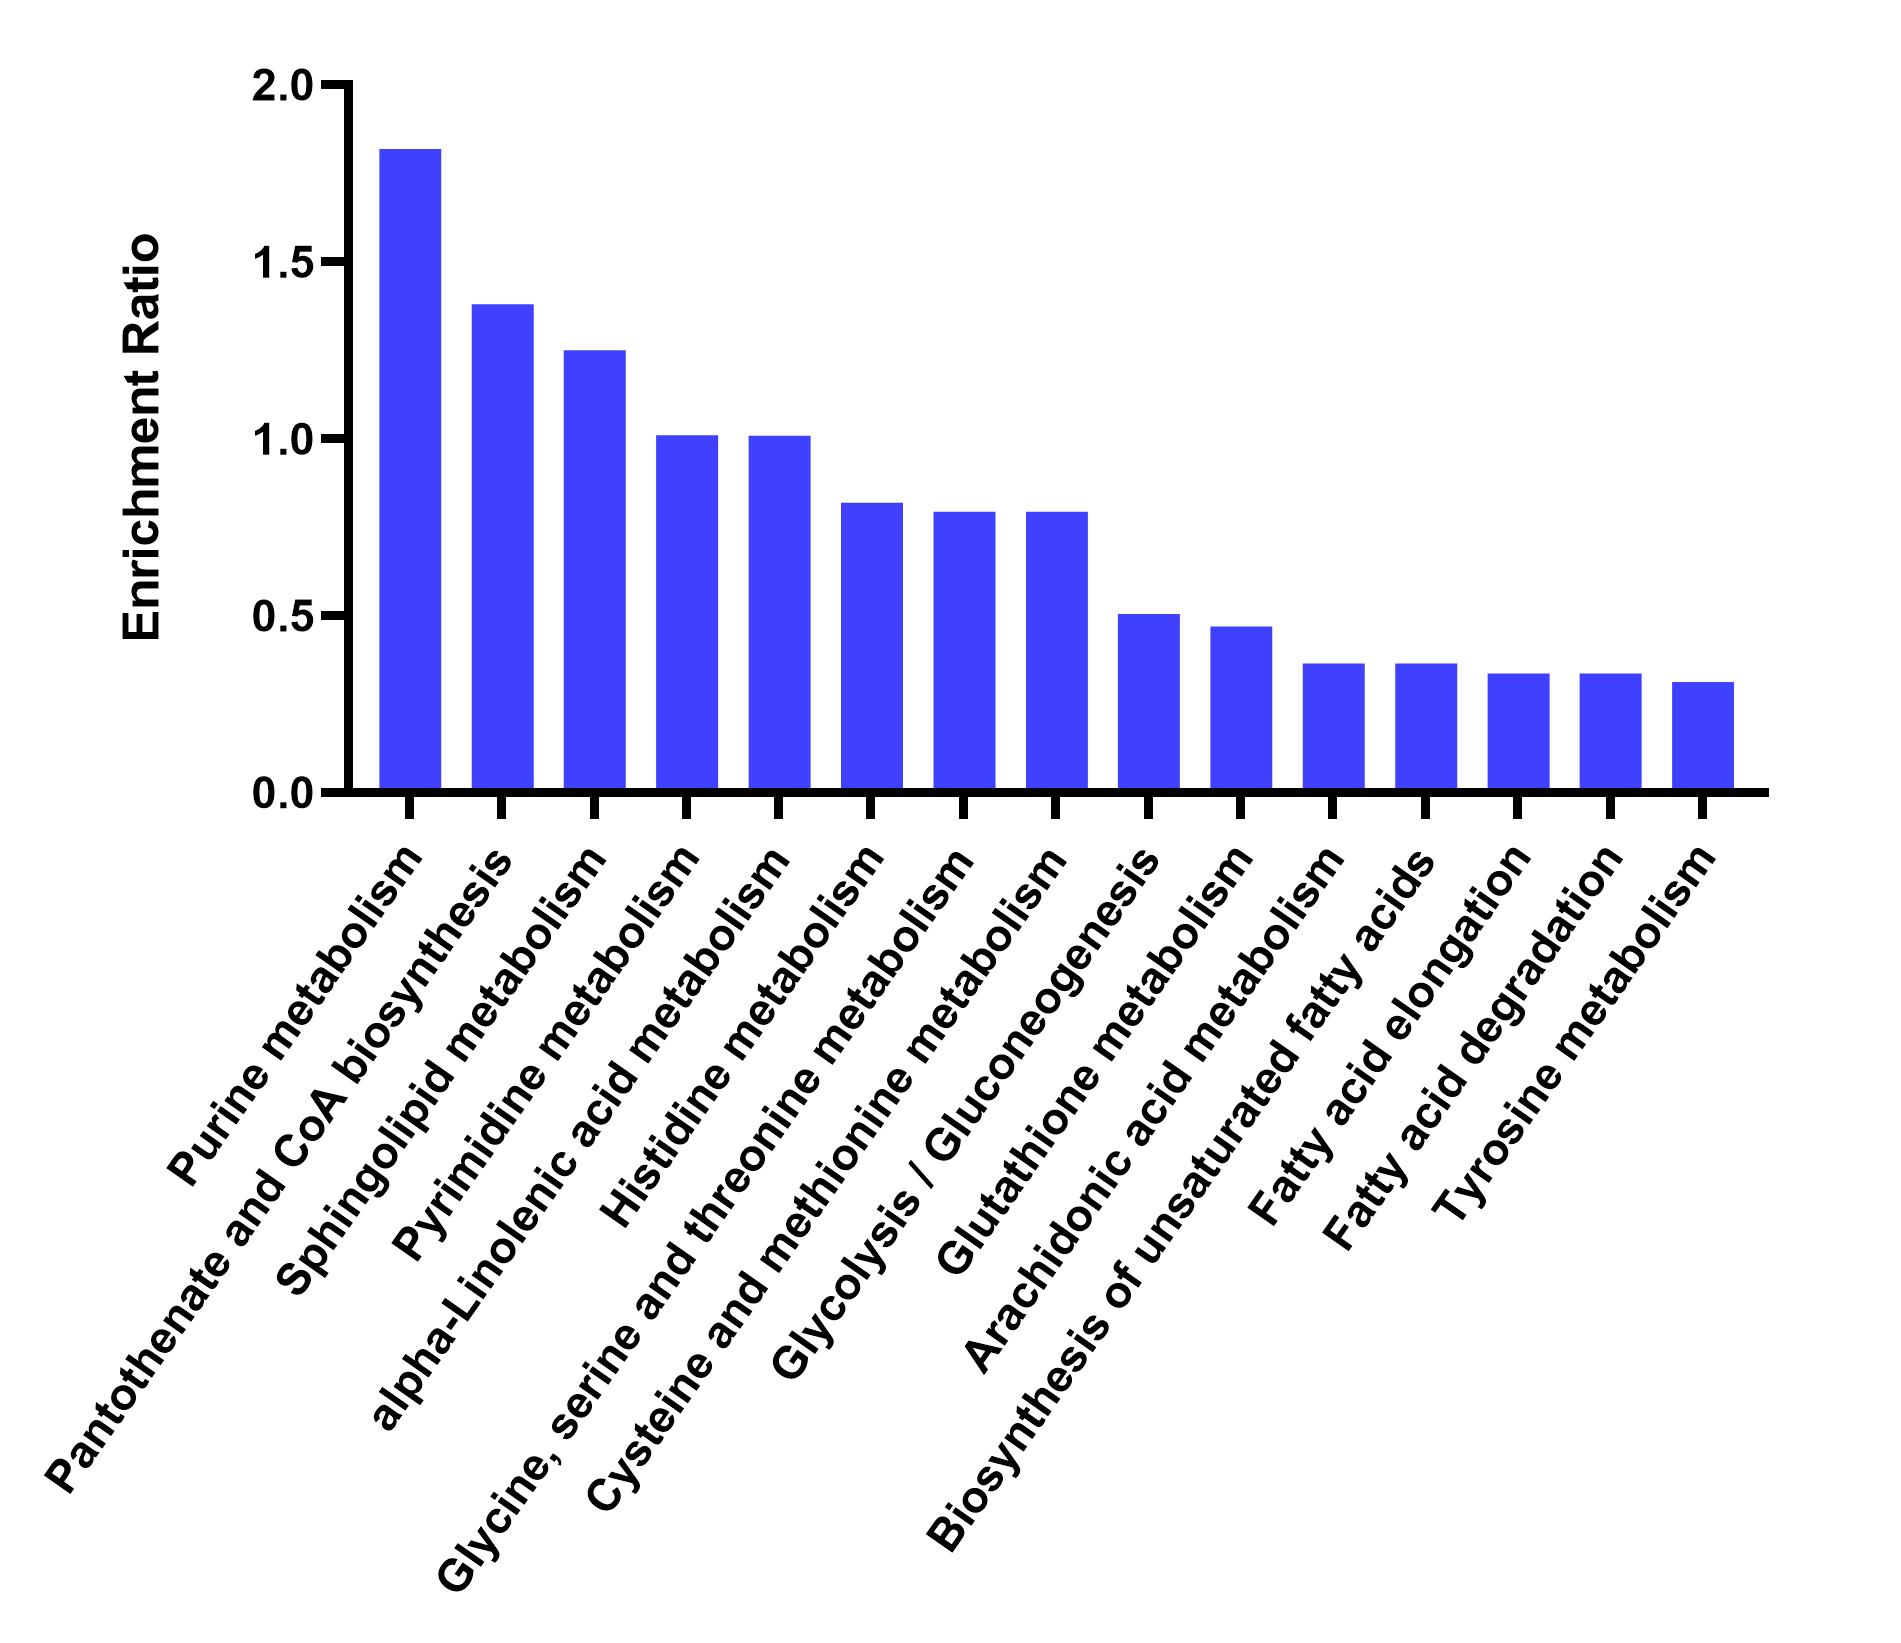 Enrichment Ratio
2.0
1.5
1.0
0.5
0.0
Purine metabolism
Pantothenate and CoA biosynthesis
Sphingolipid metabolism
Pyrimidine metabolism
alpha-Linolenic acid metabolism
Histidine metabolism
Glycine, serine and threonine metabolism
Cysteine and methionine metabolism
Glycolysis / Gluconeogenesis
Glutathione metabolism
Arachidonic acid metabolism
Biosynthesis of unsaturated fatty acids
Fatty acid elongation
Fatty acid degradation
Tyrosine metabolism